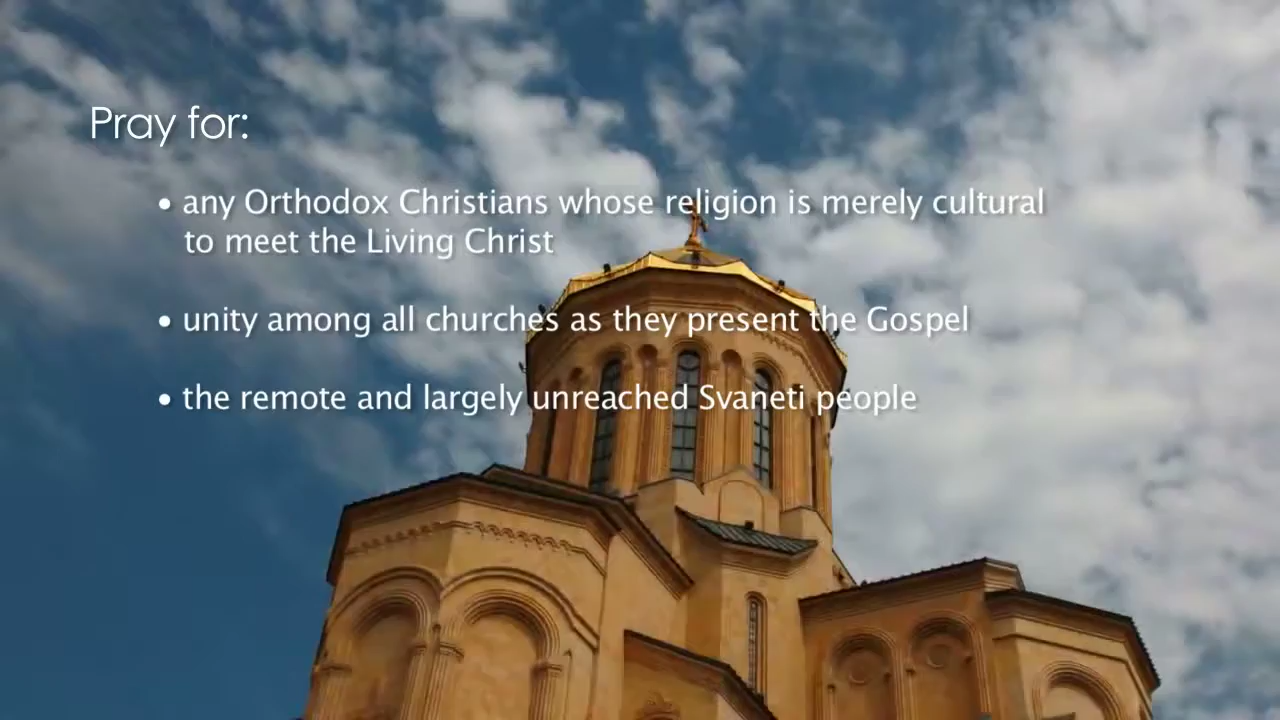 Pray for:
• any Orthodox Christians whose religion is merely cultural
to meet the Living Christ
• unity among all churches as they present the Gospel
• the remote and largely unreached Svaneti people